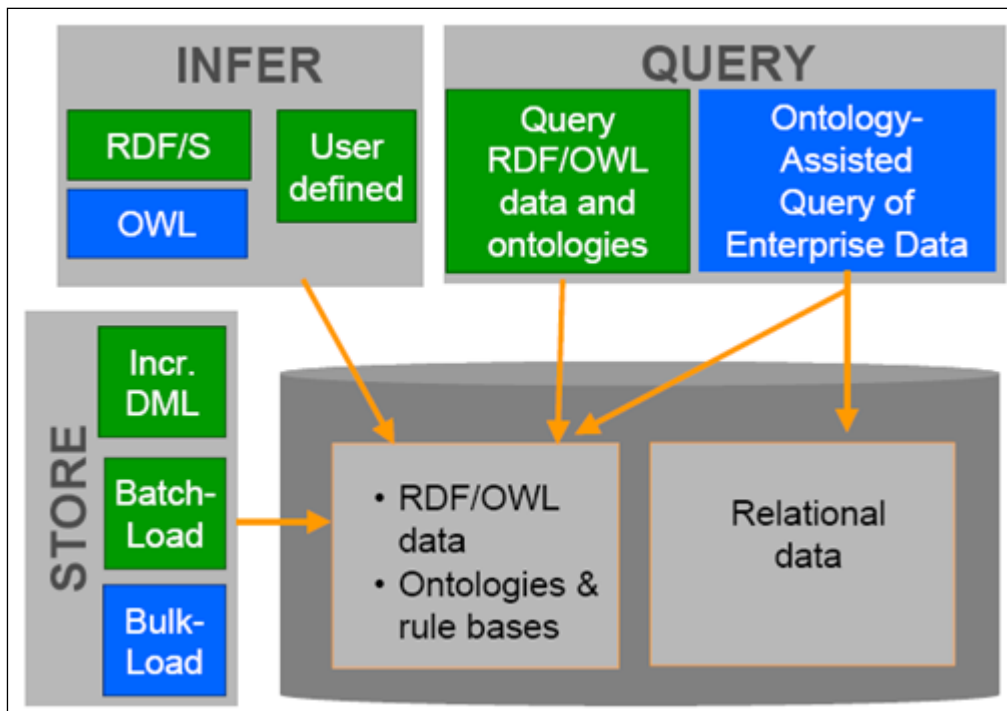 INFER
RDF/S
OWL
User
defined
QUERY
Query
RDF/OWL
data and
ontologies
Ontology-
Assisted
Query of
Enterprise Data
STORE
Incr.
DML
Batch-
Load
Bulk-
Load
• RDF/OWL
data
• Ontologies &
rule bases
Relational
data